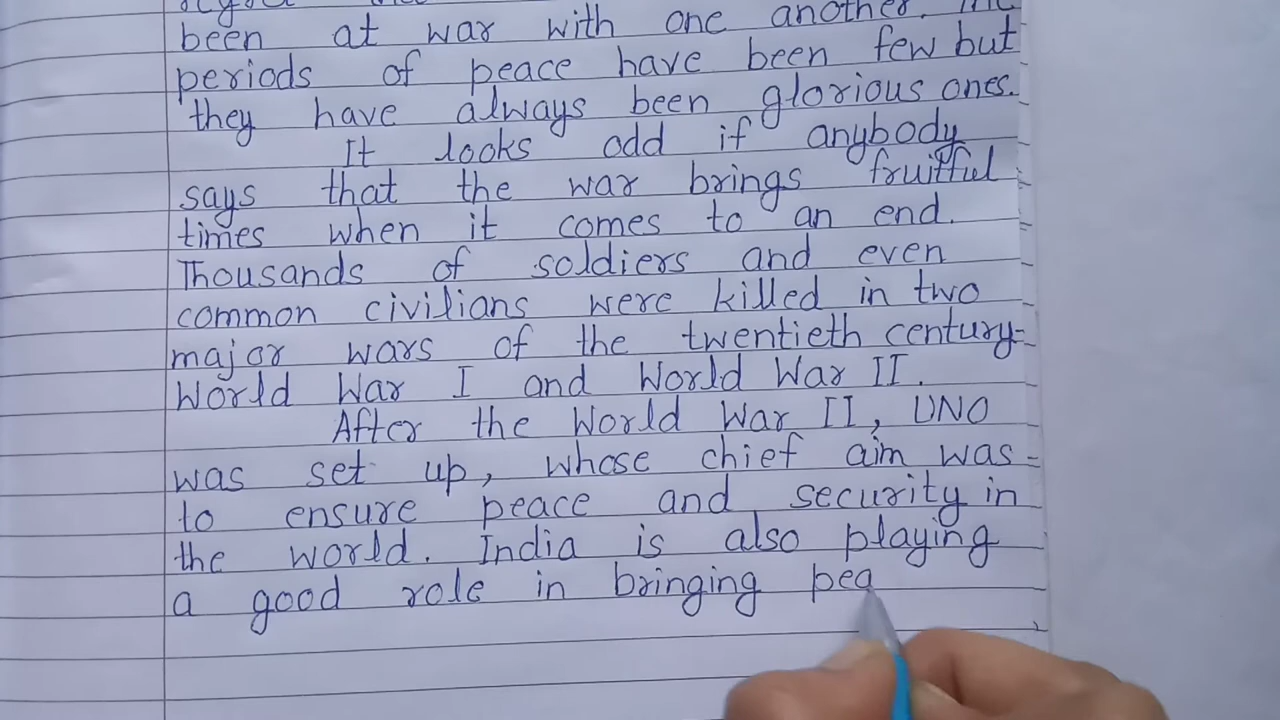 been at war with one another. The
periods of peace have been few but
they have always been glorious ones.
It looks odd if anybody
says that the war brings fruitful
times when it comes to an end.
Thousands of soldiers and even
common civilians were killed in two
major wars of the twentieth century-
World War I and World War II.
After the World War II, UNO
was set up, whose chief aim was
to ensure peace and security in
the world. India is also playing
a good role in bringing pea